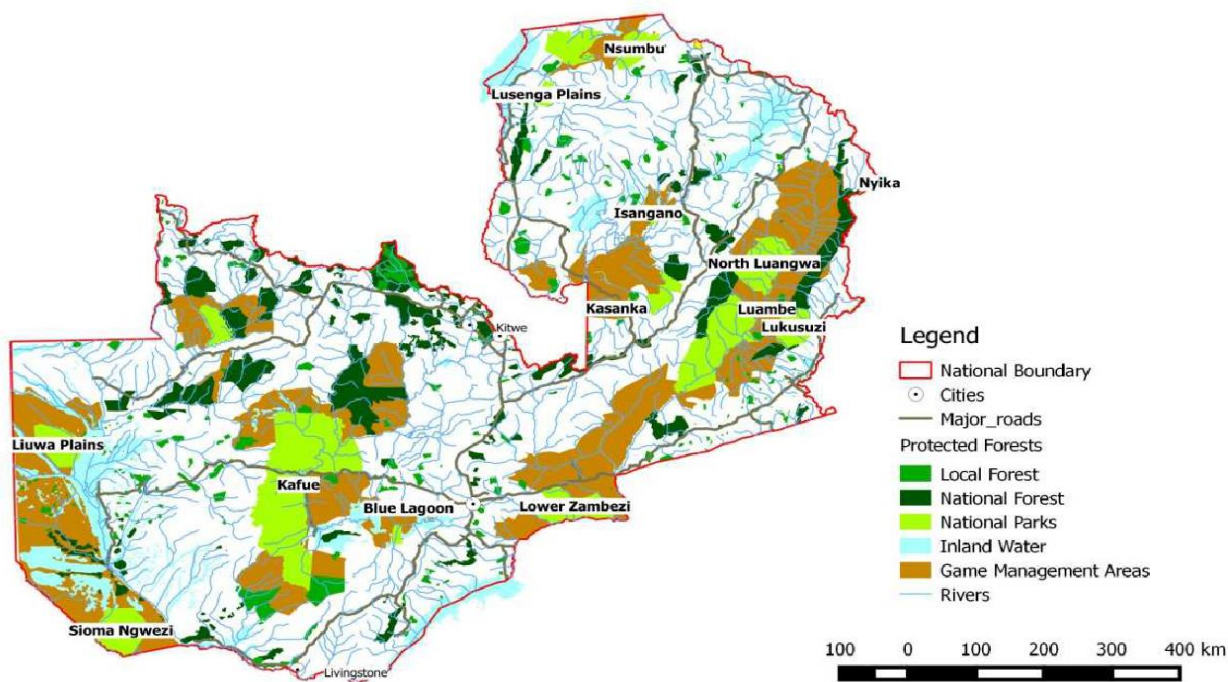 Nsumbu
Lusenga Plains
Nyika
Isangano
North Luangwa
Kasanka
Luambe
Lukusuzi
Kitwe
Liuwa Plains
Kafue
Blue Lagoon
Lower Zambezi
Sioma Ngwezi
Livingstone
Legend
National Boundary
Cities
Major_roads
Protected Forests
Local Forest
National Forest
National Parks
Inland Water
Game Management Areas
Rivers
100 0 100 200 300 400 km